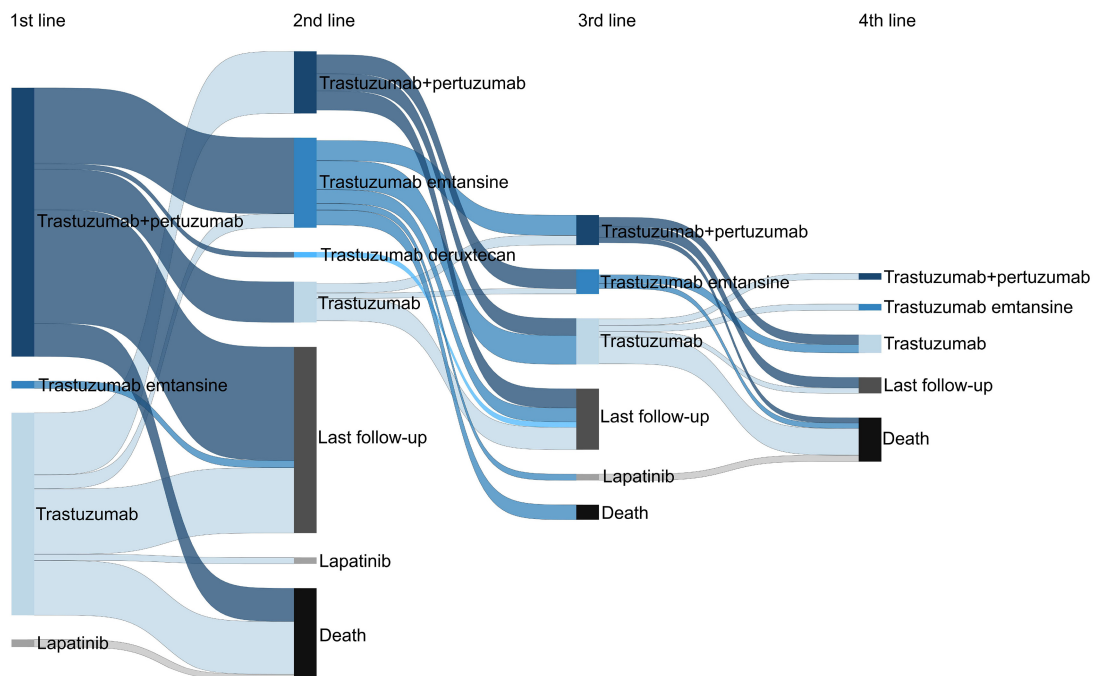 1st line
2nd line
3rd line
4th line
Trastuzumab+pertuzumab
Trastuzumab emtansine
Trastuzumab
Lapatinib
Trastuzumab+pertuzumab
Trastuzumab emtansine
Trastuzumab deruxtecan
Trastuzumab
Last follow-up
Lapatinib
Death
Trastuzumab+pertuzumab
Trastuzumab emtansine
Trastuzumab
Last follow-up
Lapatinib
Death
Trastuzumab+pertuzumab
Trastuzumab emtansine
Trastuzumab
Last follow-up
Death